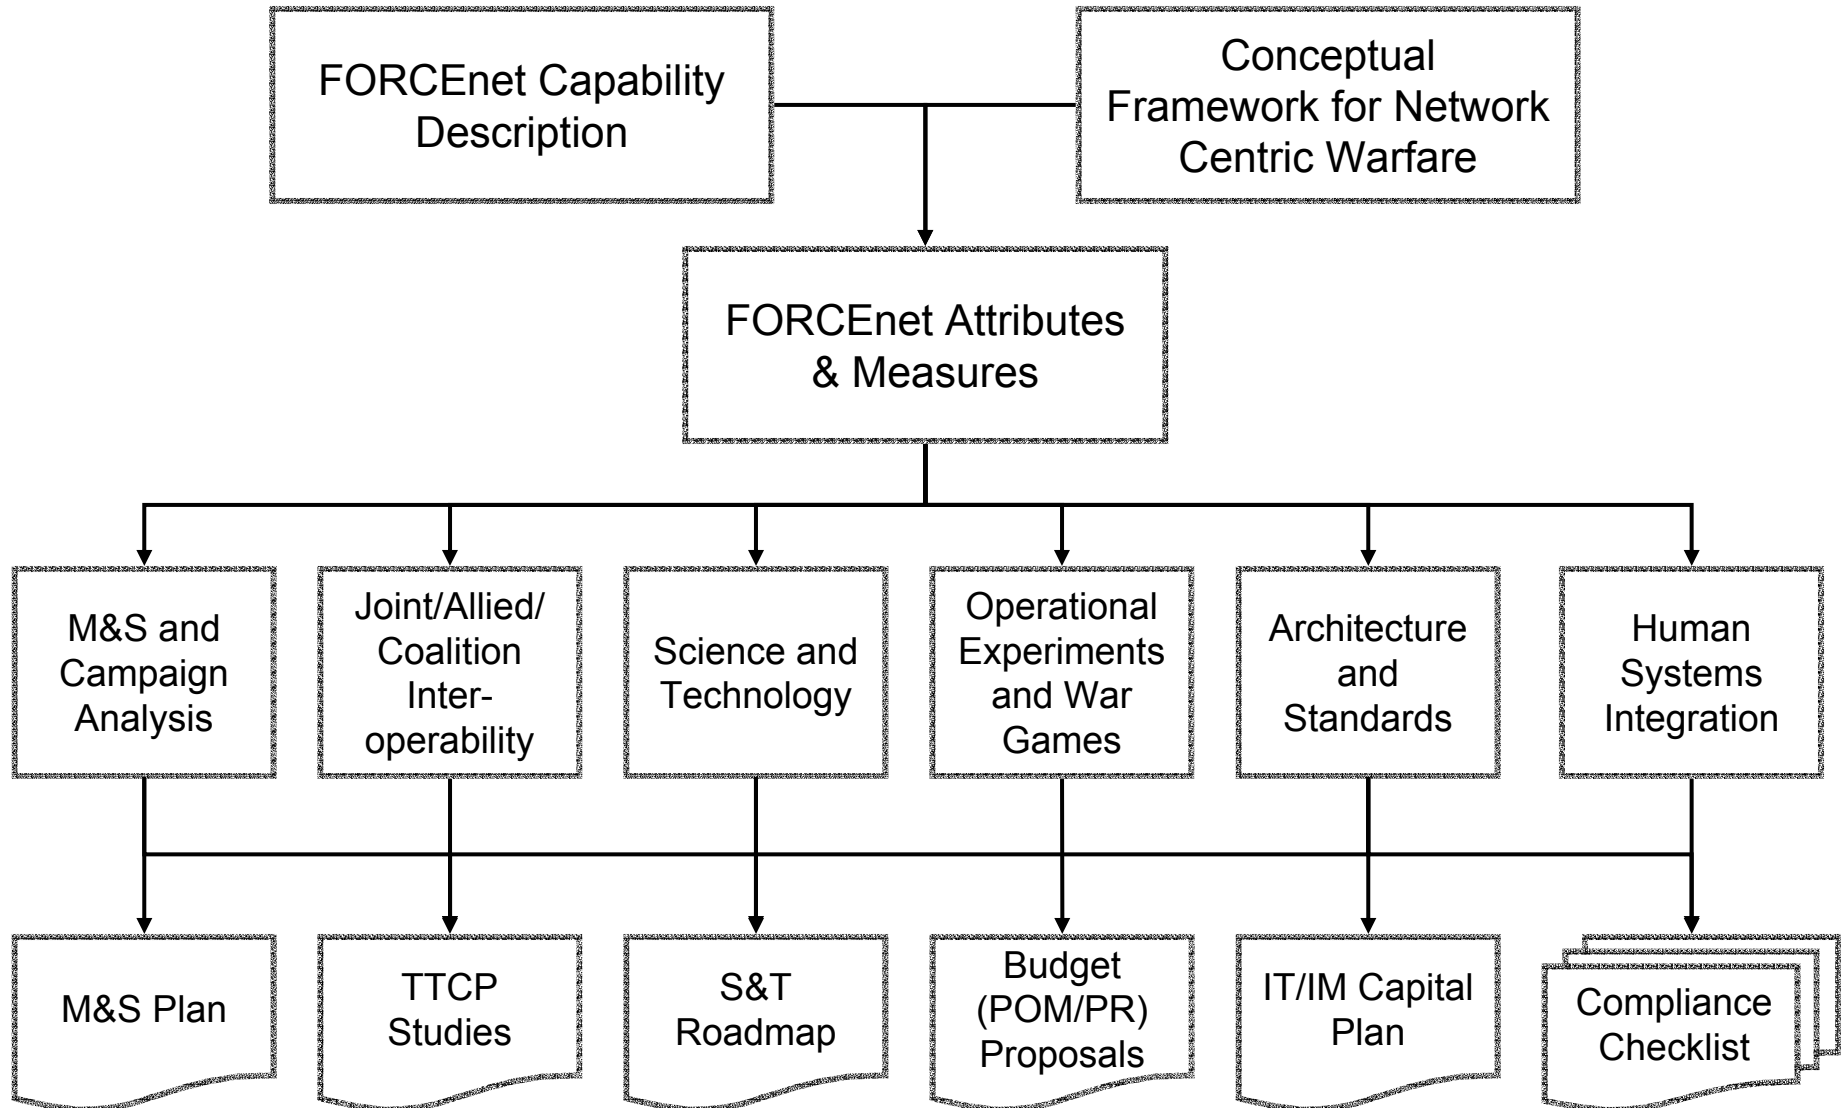 FORCEnet Capability
Description
Conceptual
Framework for Network
Centric Warfare
FORCEnet Attributes
& Measures
M&S and
Campaign
Analysis
Joint/Allied/
Coalition
Inter-
operability
Science and
Technology
Operational
Experiments
and War
Games
Architecture
and
Standards
Human
Systems
Integration
M&S Plan
TTCP
Studies
S&T
Roadmap
Budget
(POM/PR)
Proposals
IT/IM Capital
Plan
Compliance
Checklist